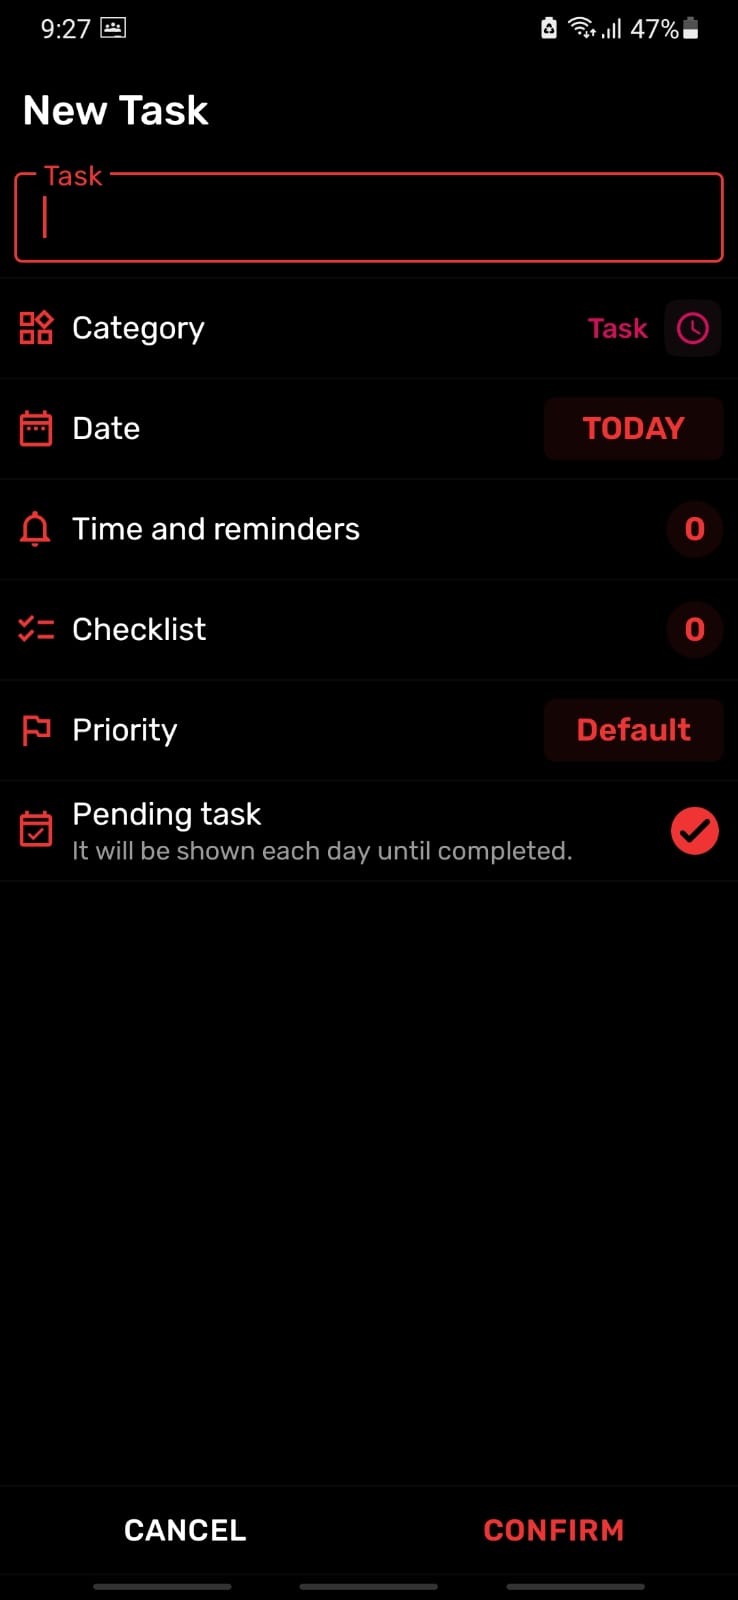 9:27 47%
New Task
Task
Category Task
Date TODAY
Time and reminders 0
Checklist 0
Priority Default
Pending task
It will be shown each day until completed.
CANCEL CONFIRM